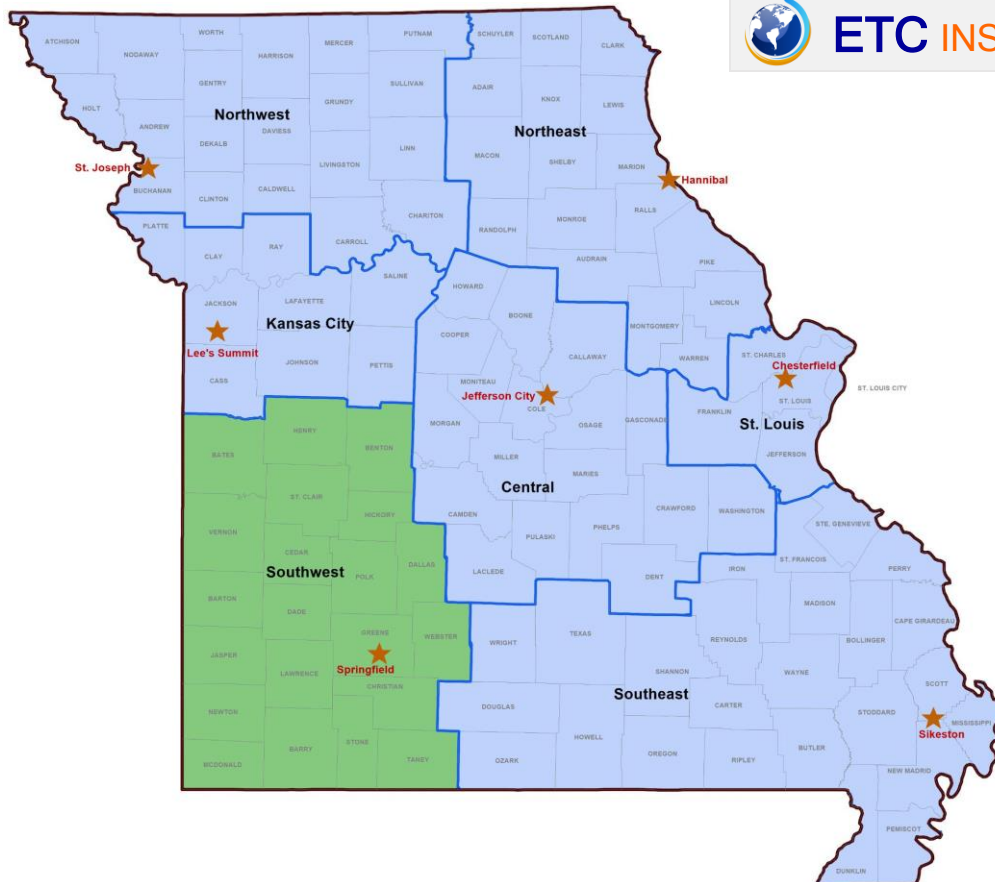 ETC INS
ATCHISON
NODAWAY
WORTH
HARRISON
MERCER
PUTNAM
SCHUYLER
SCOTLAND
CLARK
GENTRY
SULLIVAN
ADAIR
KNOX
LEWIS
HOLT
ANDREW
Northwest
GRUNDY
Northeast
DEKALB
DAVIESS
LINN
MACON
SHELBY
MARION
St. Joseph
LIVINGSTON
Hannibal
BUCHANAN
CLINTON
CALDWELL
CHARITON
RANDOLPH
MONROE
RALLS
PLATTE
CLAY
RAY
CARROLL
AUDRAIN
PIKE
SALINE
HOWARD
JACKSON
LAFAYETTE
BOONE
LINCOLN
Kansas City
MONTGOMERY
COOPER
Lee's Summit
JOHNSON
PETTIS
CALLAWAY
WARREN
ST. CHARLES
Chesterfield
CASS
MONITEAU
Jefferson City
COLE
ST. LOUIS CITY
ST. LOUIS
FRANKLIN
MORGAN
OSAGE
GASCONADE
St. Louis
HENRY
BENTON
BATES
MILLER
MARIES
JEFFERSON
Central
ST. CLAIR
HICKORY
CAMDEN
PULASKI
PHELPS
CRAWFORD
WASHINGTON
STE. GENEVIEVE
VERNON
CEDAR
Southwest
POLK
DALLAS
LACLEDE
DENT
IRON
ST. FRANCOIS
PERRY
BARTON
DADE
GREENE
WEBSTER
WRIGHT
TEXAS
REYNOLDS
MADISON
CAPE GIRARDEAU
BOLLINGER
JASPER
LAWRENCE
Springfield
CHRISTIAN
SHANNON
WAYNE
SCOTT
Southeast
NEWTON
DOUGLAS
CARTER
STODDARD
MISSISSIPPI
Sikeston
HOWELL
MCDONALD
BARRY
STONE
TANEY
OZARK
OREGON
RIPLEY
BUTLER
NEW MADRID
PEMISCOT
DUNKLIN